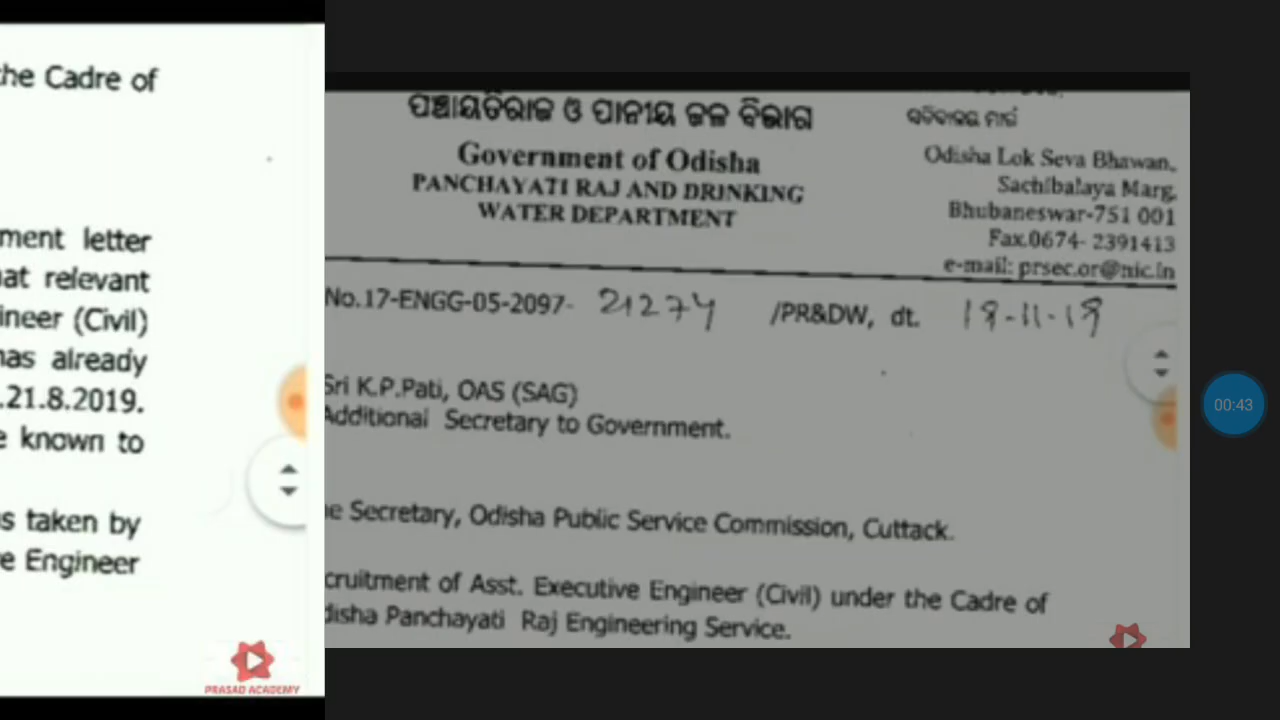 the Cadre of
ment letter
hat relevant
ineer (Civil)
has already
.21.8.2019.
e known to
s taken by
e Engineer
PRASAD ACADEMY
ପଞ୍ଚାୟତିରାଜ ଓ ପାନୀୟ ଜଳ ବିଭାଗ
Government of Odisha
PANCHAYATI RAJ AND DRINKING
WATER DEPARTMENT
ସଚିବାଳୟ ମାର୍ଗ
Odisha Lok Seva Bhawan,
Sachibalaya Marg,
Bhubaneswar-751 001
Fax.0674- 2391413
e-mail: prsec.or@nic.in
No.17-ENGG-05-2097- 21274 /PR&DW, dt. 18-11-19
Sri K.P.Pati, OAS (SAG)
Additional Secretary to Government.
he Secretary, Odisha Public Service Commission, Cuttack.
cruitment of Asst. Executive Engineer (Civil) under the Cadre of
disha Panchayati Raj Engineering Service.
00:43